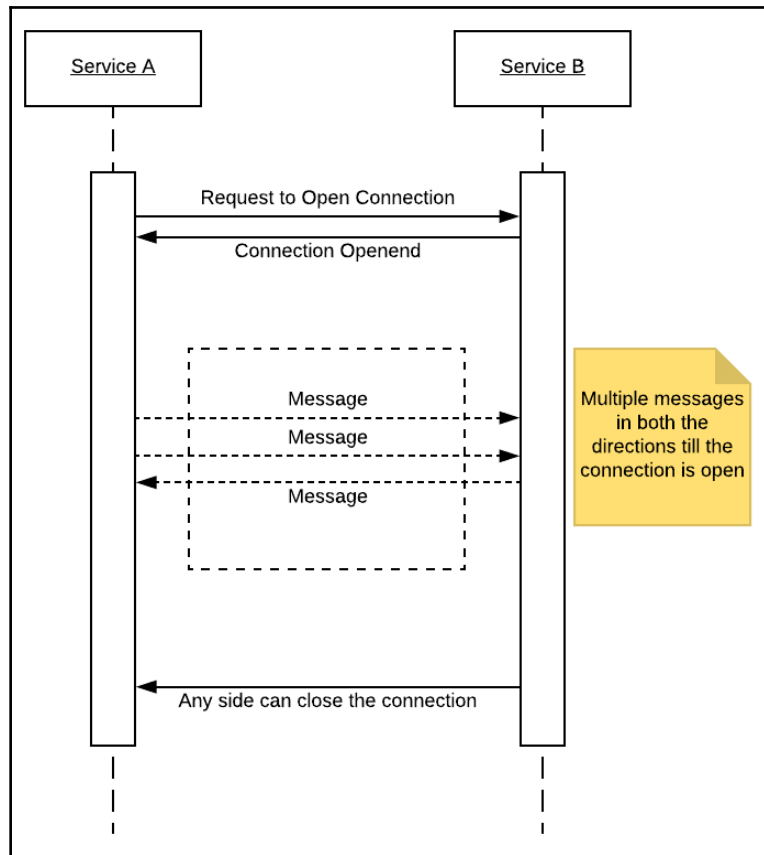 Service A
Service B
Request to Open Connection
Connection Openend
Message
Message
Message
Multiple messages
in both the
directions till the
connection is open
Any side can close the connection